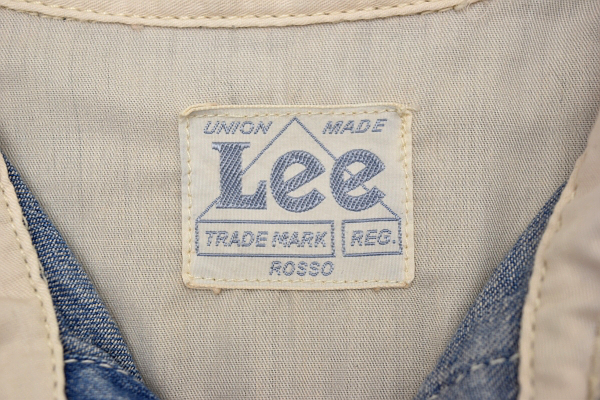 UNION MADE
Lee
TRADE MARK REG.
ROSSO